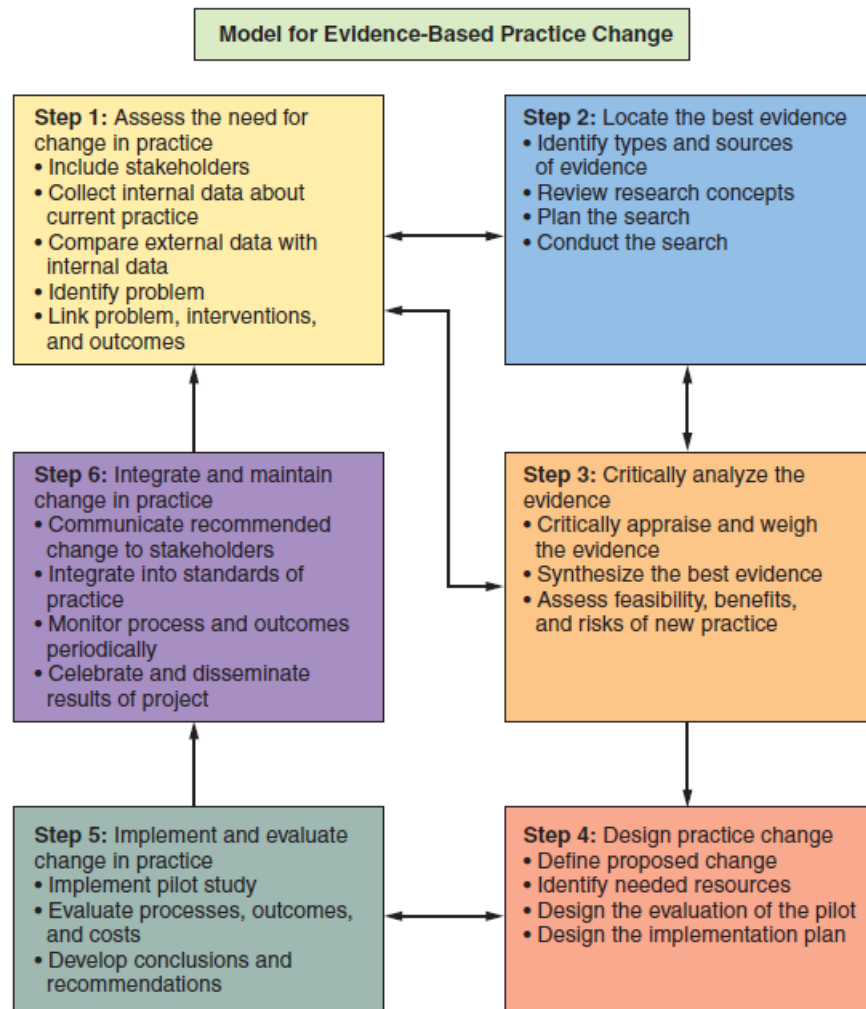 Model for Evidence-Based Practice Change
Step 1: Assess the need for
change in practice
• Include stakeholders
• Collect internal data about
current practice
• Compare external data with
internal data
• Identify problem
• Link problem, interventions,
and outcomes
Step 2: Locate the best evidence
• Identify types and sources
of evidence
• Review research concepts
• Plan the search
• Conduct the search
Step 3: Critically analyze the
evidence
• Critically appraise and weigh
the evidence
• Synthesize the best evidence
• Assess feasibility, benefits,
and risks of new practice
Step 4: Design practice change
• Define proposed change
• Identify needed resources
• Design the evaluation of the pilot
• Design the implementation plan
Step 5: Implement and evaluate
change in practice
• Implement pilot study
• Evaluate processes, outcomes,
and costs
• Develop conclusions and
recommendations
Step 6: Integrate and maintain
change in practice
• Communicate recommended
change to stakeholders
• Integrate into standards of
practice
• Monitor process and outcomes
periodically
• Celebrate and disseminate
results of project